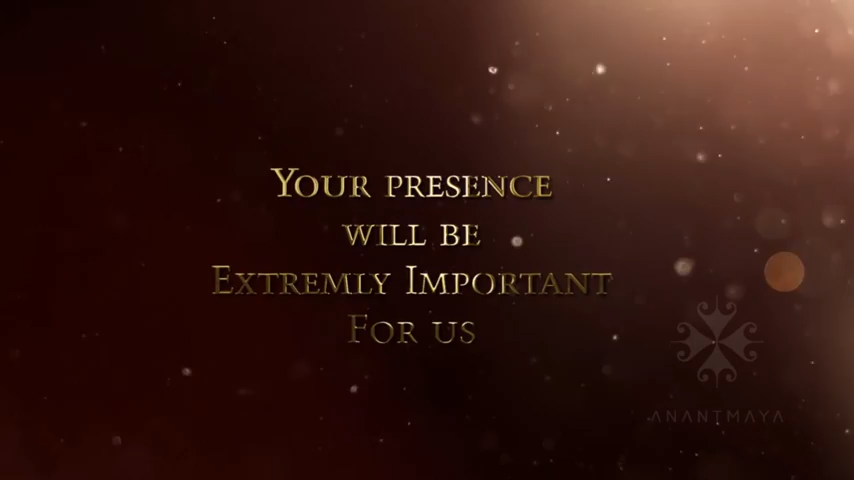 Your presence
will be
Extremly Important
For us
ANANTMAYA